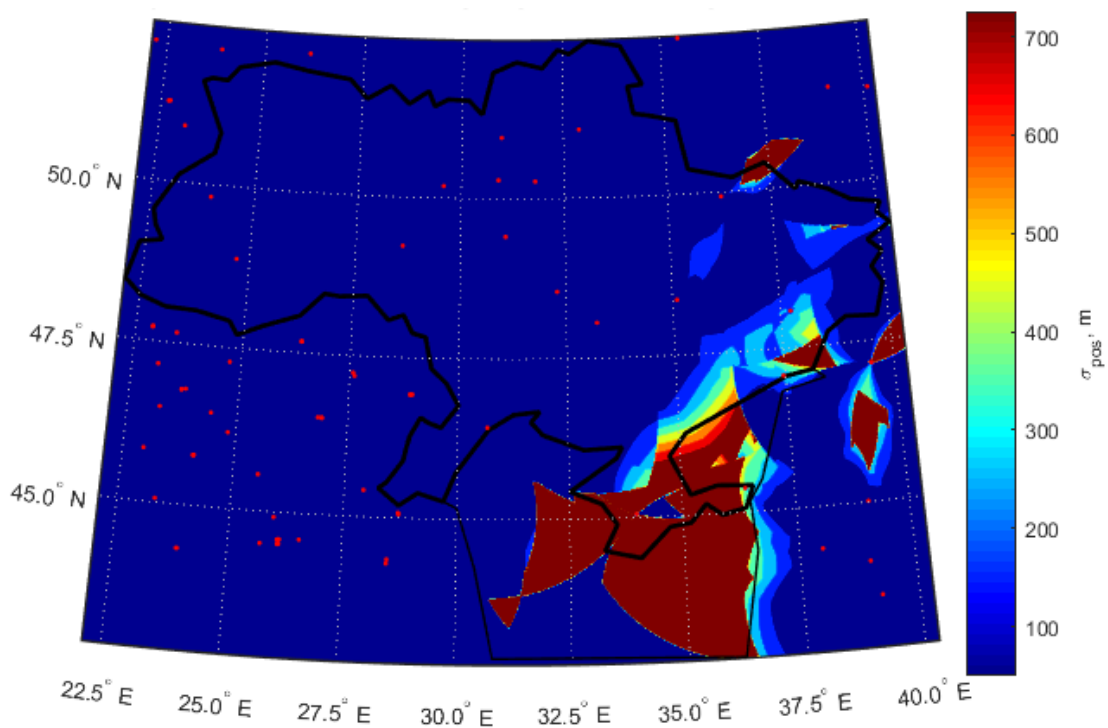 700
600
500
400
300
200
100
σpos, m
50.0° N
47.5° N
45.0° N
22.5° E
25.0° E
27.5° E
30.0° E
32.5° E
35.0° E
37.5° E
40.0° E